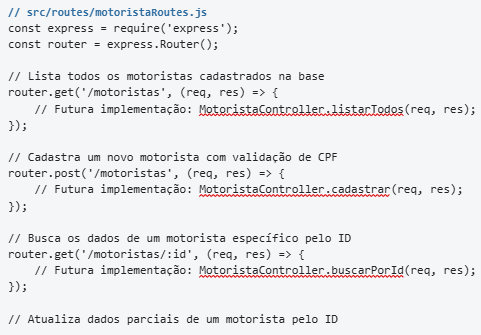 // src/routes/motoristaRoutes.js
const express = require('express');
const router = express.Router();

// Lista todos os motoristas cadastrados na base
router.get('/motoristas', (req, res) => {
    // Futura implementação: MotoristaController.listarTodos(req, res);
});

// Cadastra um novo motorista com validação de CPF
router.post('/motoristas', (req, res) => {
    // Futura implementação: MotoristaController.cadastrar(req, res);
});

// Busca os dados de um motorista específico pelo ID
router.get('/motoristas/:id', (req, res) => {
    // Futura implementação: MotoristaController.buscarPorId(req, res);
});

// Atualiza dados parciais de um motorista pelo ID